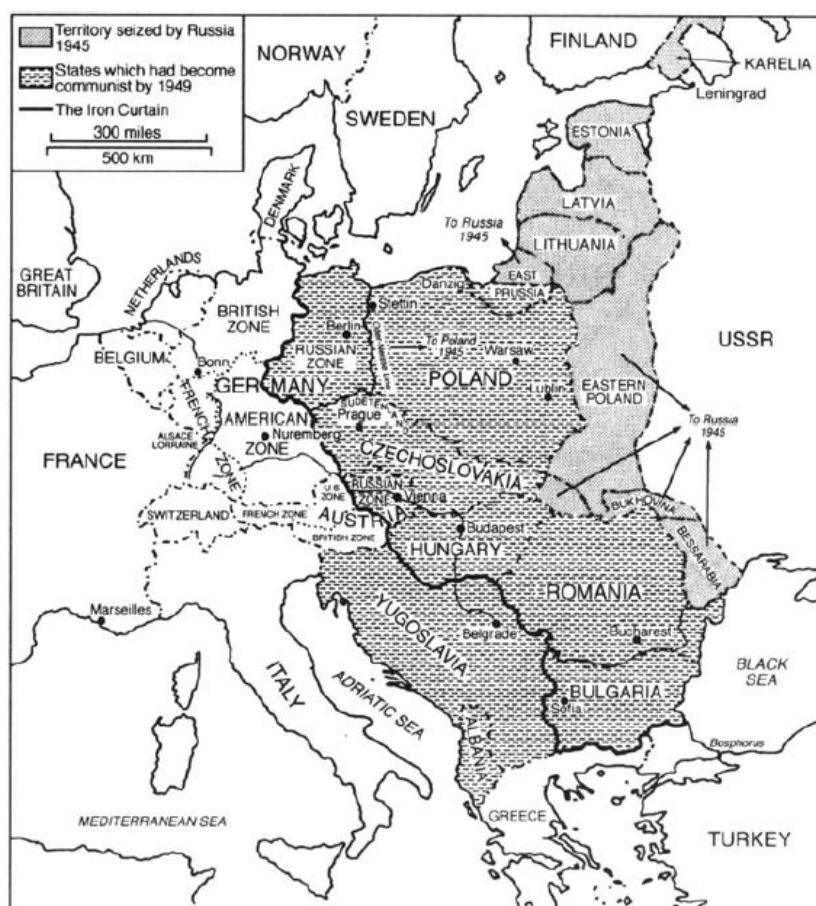 Territory seized by Russia
1945
States which had become
communist by 1949
The Iron Curtain
300 miles
500 km
NORWAY
FINLAND
KARELIA
Leningrad
SWEDEN
ESTONIA
LATVIA
LITHUANIA
To Russia
1945
DENMARK
GREAT
BRITAIN
NETHERLANDS
BRITISH
ZONE
Danzig
EAST
PRUSSIA
Stettin
Berlin
RUSSIAN
ZONE
To Poland
1945
Warsaw
POLAND
Lublin
USSR
EASTERN
POLAND
BELGIUM
Bonn
GERMANY
FRENCH
ZONE
AMERICAN
ZONE
Nuremberg
ALSACE
LORRAINE
Prague
CZECHOSLOVAKIA
To Russia
1945
FRANCE
SWITZERLAND
FRENCH ZONE
U.S.
ZONE
RUSSIAN
ZONE
Vienna
AUSTRIA
BRITISH ZONE
BUKHOVINA
BESSARABIA
Budapest
HUNGARY
ROMANIA
Marseilles
YUGOSLAVIA
Belgrade
Bucharest
ITALY
ADRIATIC SEA
BLACK
SEA
BULGARIA
Sofia
ALBANIA
Bosphorus
MEDITERRANEAN SEA
GREECE
TURKEY